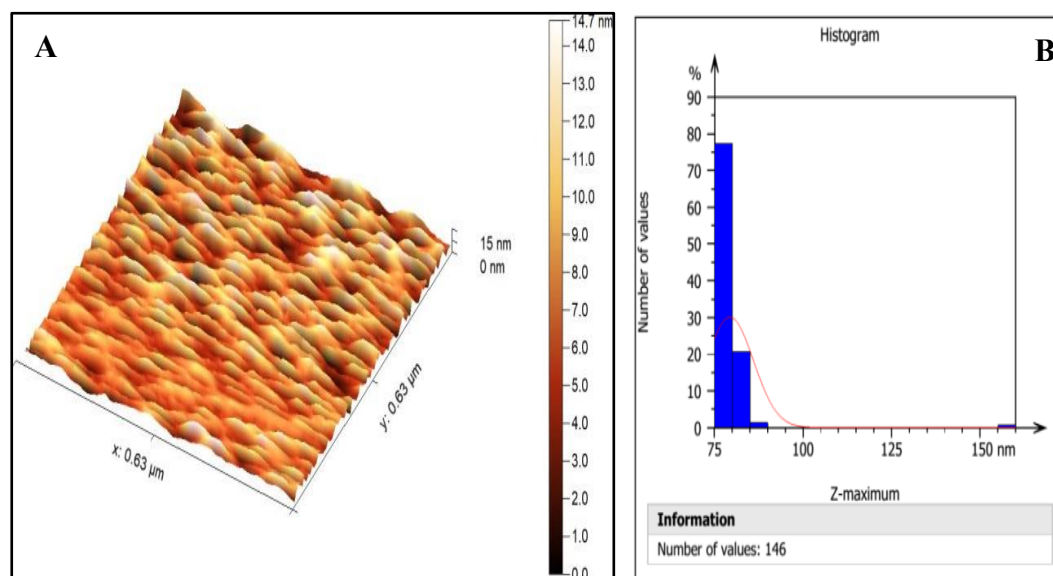 A
14.7 nm
14.0
13.0
12.0
11.0
10.0
9.0
8.0
7.0
6.0
5.0
4.0
3.0
2.0
1.0
0.0
15 nm
0 nm
x: 0.63 µm
y: 0.63 µm
B
Histogram
%
90
80
70
60
50
40
30
20
10
0
Number of values
75
100
125
150 nm
Z-maximum
Information
Number of values: 146